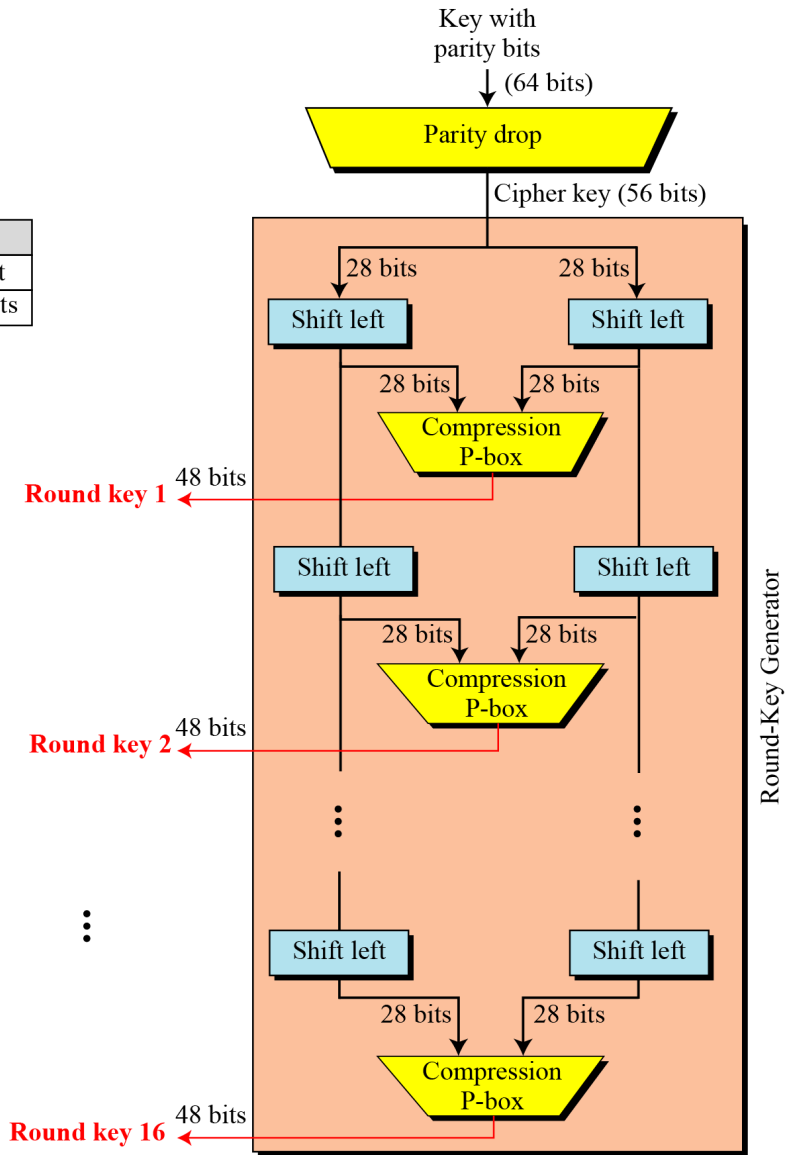 Key with
parity bits
(64 bits)
Parity drop
Cipher key (56 bits)
t
ts
28 bits
28 bits
Shift left
Shift left
28 bits
28 bits
Compression
P-box
48 bits
Round key 1
Shift left
Shift left
28 bits
28 bits
Compression
P-box
48 bits
Round key 2
Round-Key Generator
Shift left
Shift left
28 bits
28 bits
Compression
P-box
48 bits
Round key 16